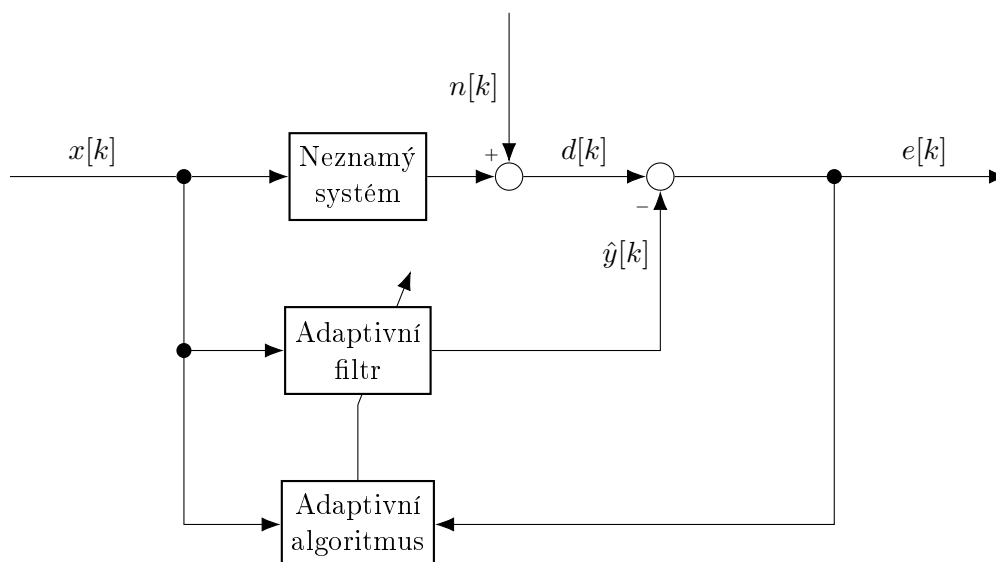 n[k]
x[k]
Neznamý
systém
+
d[k]
e[k]
−
ŷ[k]
Adaptivní
filtr
Adaptivní
algoritmus